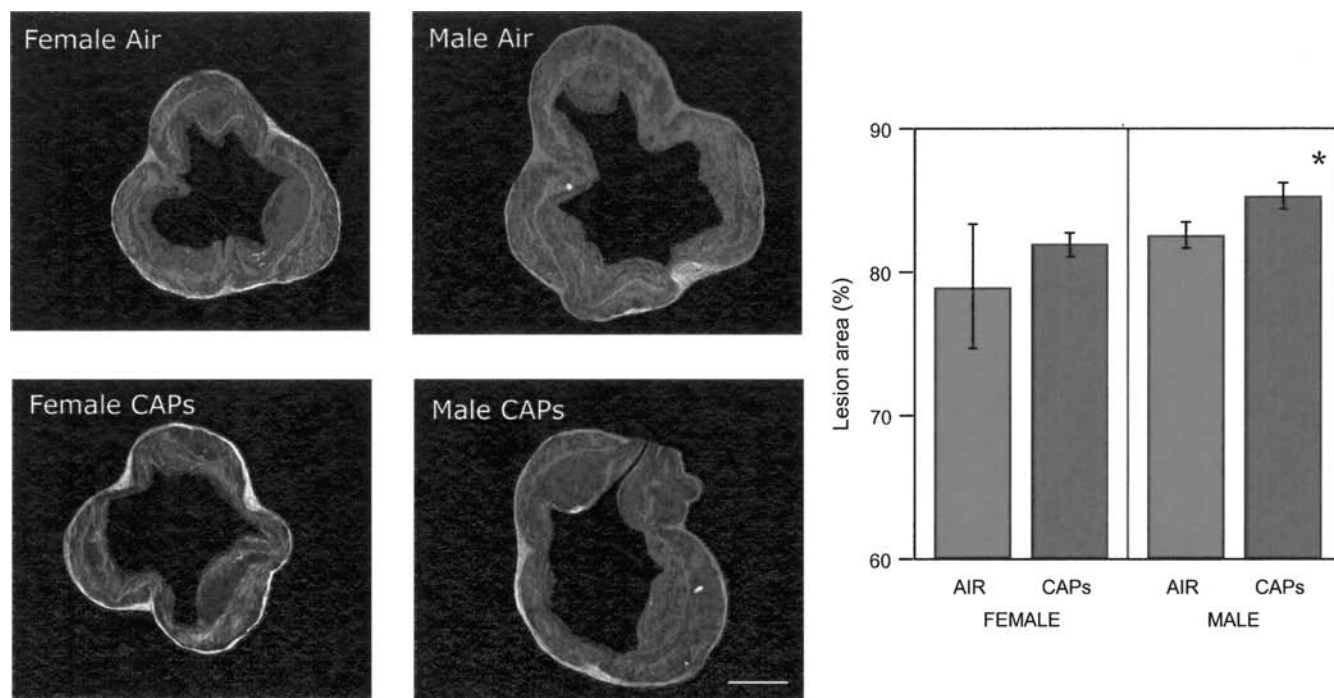 Female Air
Male Air
Female CAPs
Male CAPs
Lesion area (%)
90
80
70
60
*
AIR
CAPs
AIR
CAPs
FEMALE
MALE